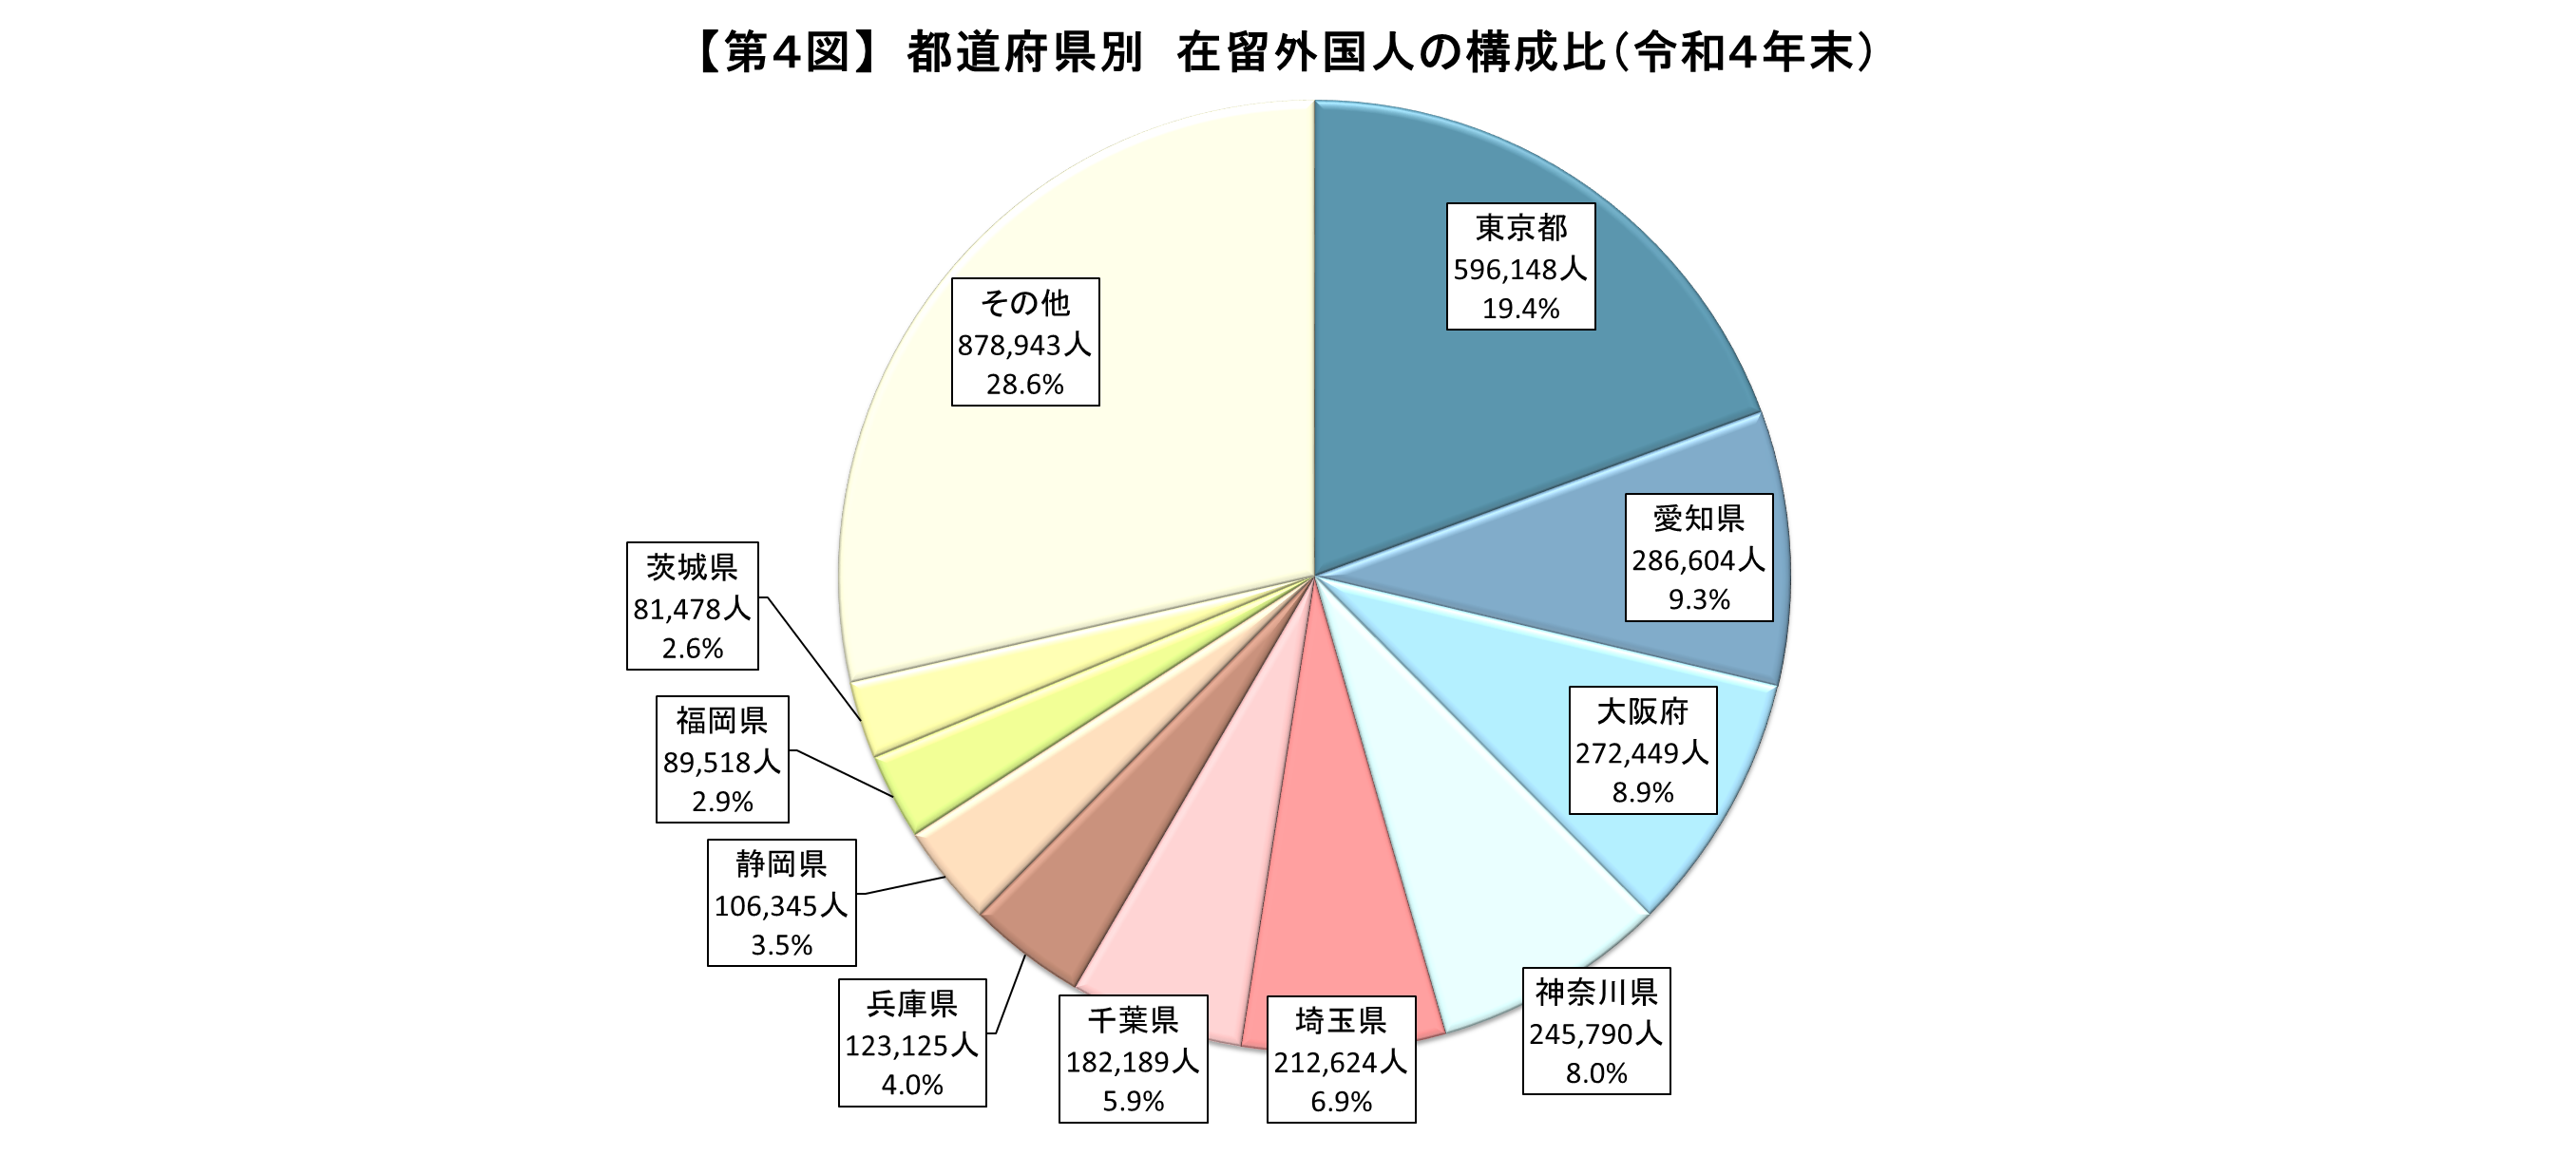 【第４図】 都道府県別　在留外国人の構成比（令和４年末）
東京都
596,148人
19.4%
愛知県
286,604人
9.3%
大阪府
272,449人
8.9%
神奈川県
245,790人
8.0%
埼玉県
212,624人
6.9%
千葉県
182,189人
5.9%
兵庫県
123,125人
4.0%
静岡県
106,345人
3.5%
福岡県
89,518人
2.9%
茨城県
81,478人
2.6%
その他
878,943人
28.6%